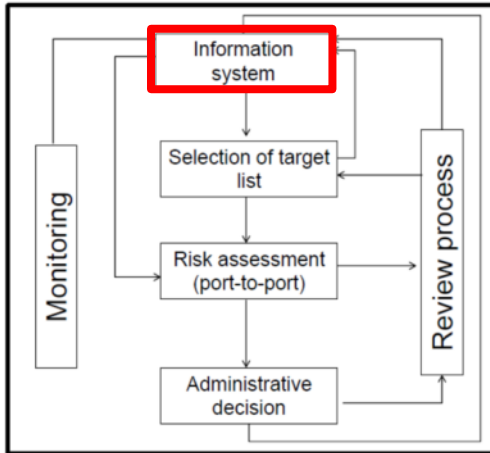 Information
system
Selection of target
list
Monitoring
Risk assessment
(port-to-port)
Review process
Administrative
decision